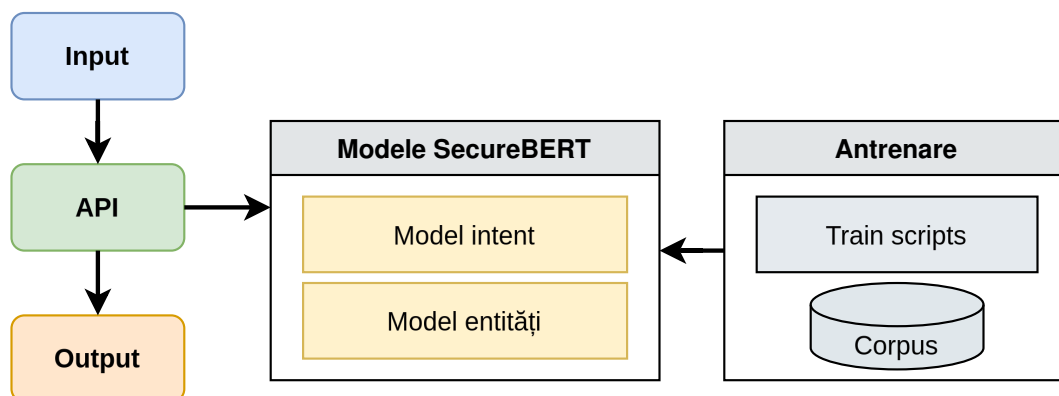 Input
API
Output
Modele SecureBERT
Model intent
Model entități
Antrenare
Train scripts
Corpus